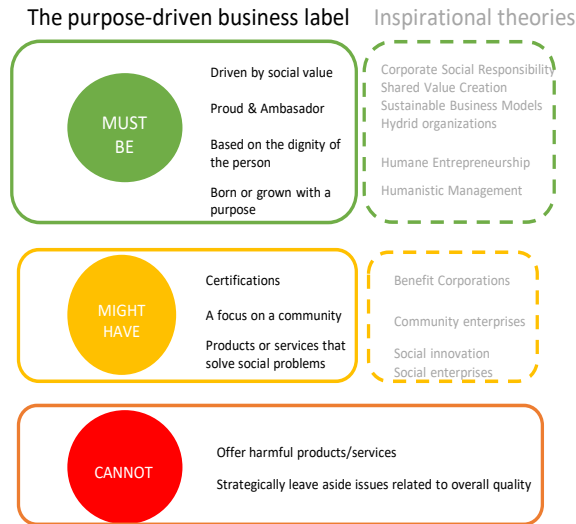 The purpose-driven business label
Inspirational theories
MUST
BE
Driven by social value
Proud & Ambasador
Based on the dignity of
the person
Born or grown with a
purpose
Corporate Social Responsibility
Shared Value Creation
Sustainable Business Models
Hydrid organizations
Humane Entrepreneurship
Humanistic Management
MIGHT
HAVE
Certifications
A focus on a community
Products or services that
solve social problems
Benefit Corporations
Community enterprises
Social innovation
Social enterprises
CANNOT
Offer harmful products/services
Strategically leave aside issues related to overall quality